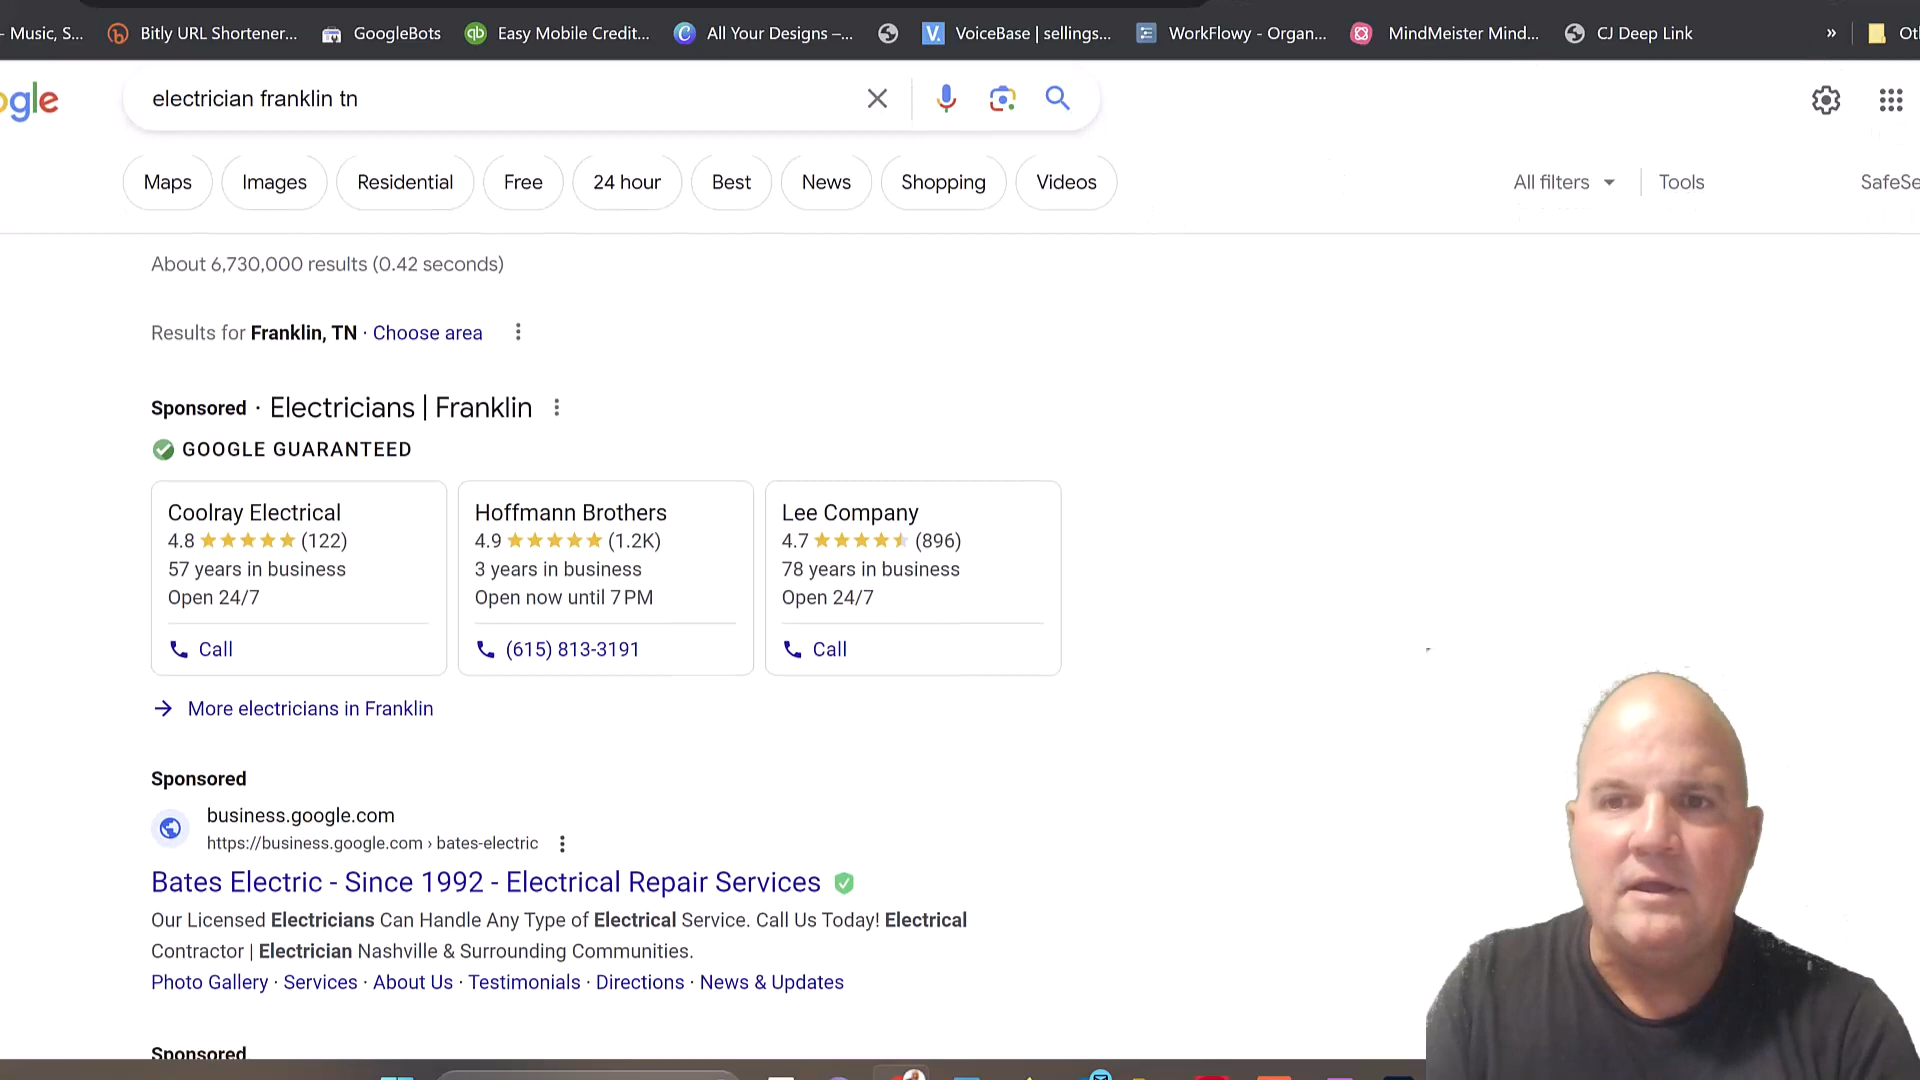 - Music, S...
Bitly URL Shortener...
GoogleBots
Easy Mobile Credit...
All Your Designs –...
VoiceBase | sellings...
WorkFlowy - Organ...
MindMeister Mind...
CJ Deep Link
»
ogle
electrician franklin tn
Maps
Images
Residential
Free
24 hour
Best
News
Shopping
Videos
All filters
Tools
SafeSe
About 6,730,000 results (0.42 seconds)
Results for Franklin, TN · Choose area
Sponsored · Electricians | Franklin
GOOGLE GUARANTEED
Coolray Electrical
4.8 (122)
57 years in business
Open 24/7
Call
Hoffmann Brothers
4.9 (1.2K)
3 years in business
Open now until 7 PM
(615) 813-3191
Lee Company
4.7 (896)
78 years in business
Open 24/7
Call
More electricians in Franklin
Sponsored
business.google.com
https://business.google.com › bates-electric
Bates Electric - Since 1992 - Electrical Repair Services
Our Licensed Electricians Can Handle Any Type of Electrical Service. Call Us Today! Electrical
Contractor | Electrician Nashville & Surrounding Communities.
Photo Gallery · Services · About Us · Testimonials · Directions · News & Updates
Sponsored